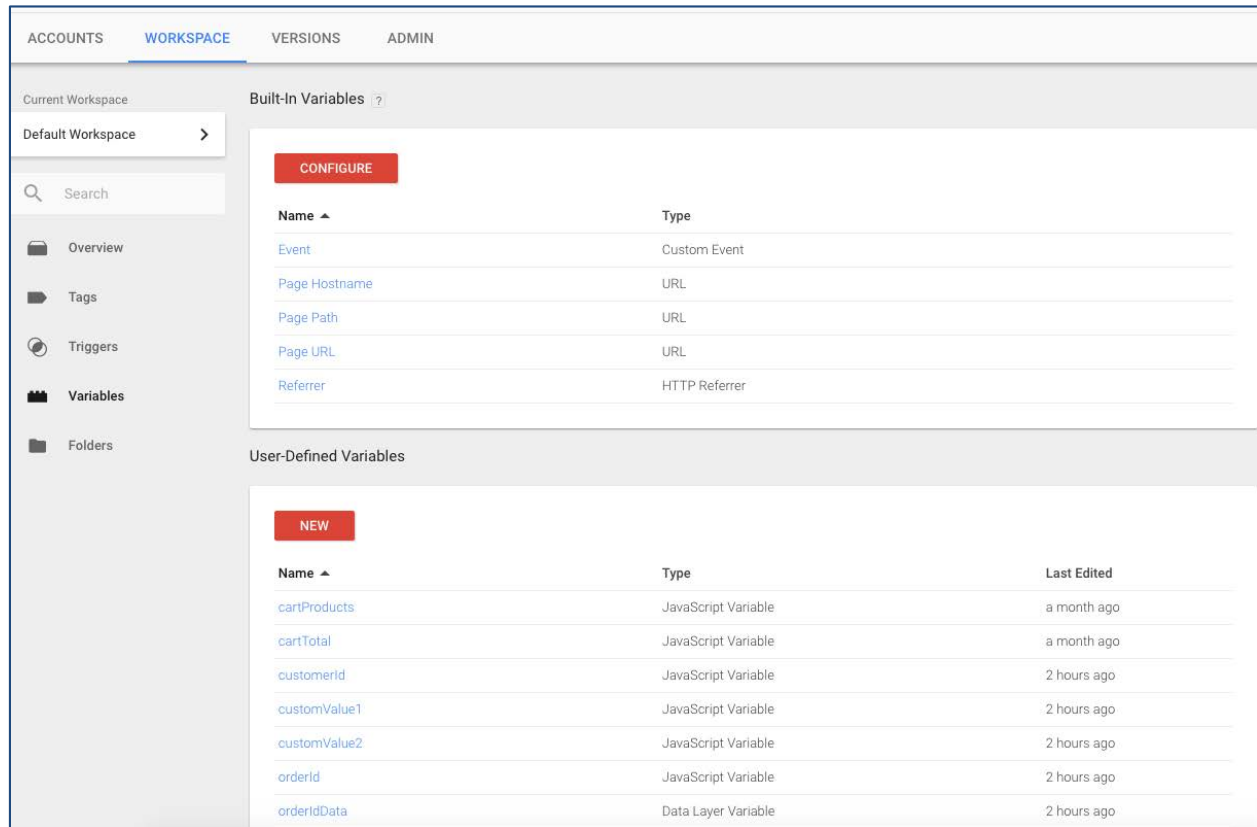 ACCOUNTS WORKSPACE VERSIONS ADMIN
Current Workspace
Default Workspace
Search
Overview
Tags
Triggers
Variables
Folders
Built-In Variables ?
CONFIGURE
Name Type
Event Custom Event
Page Hostname URL
Page Path URL
Page URL URL
Referrer HTTP Referrer
User-Defined Variables
NEW
Name Type Last Edited
cartProducts JavaScript Variable a month ago
cartTotal JavaScript Variable a month ago
customerId JavaScript Variable 2 hours ago
customValue1 JavaScript Variable 2 hours ago
customValue2 JavaScript Variable 2 hours ago
orderId JavaScript Variable 2 hours ago
orderIdData Data Layer Variable 2 hours ago